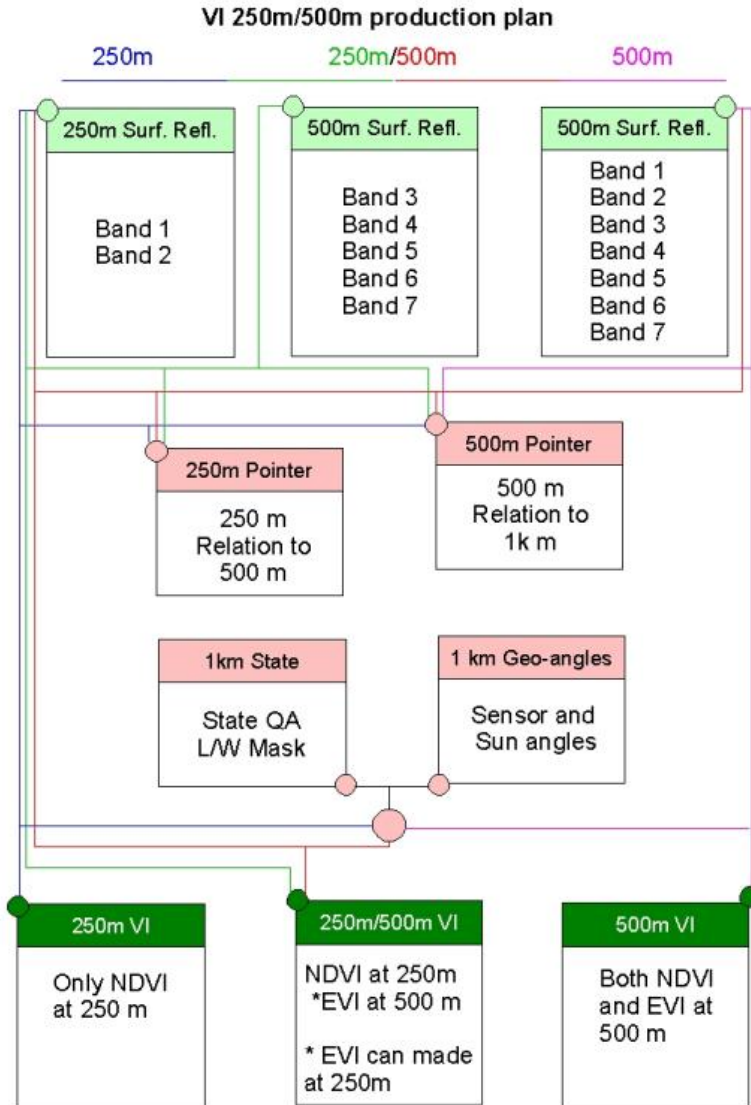 VI 250m/500m production plan
250m
250m/500m
500m
250m Surf. Refl.
Band 1
Band 2
500m Surf. Refl.
Band 3
Band 4
Band 5
Band 6
Band 7
500m Surf. Refl.
Band 1
Band 2
Band 3
Band 4
Band 5
Band 6
Band 7
250m Pointer
250 m
Relation to
500 m
500m Pointer
500 m
Relation to
1k m
1km State
State QA
L/W Mask
1 km Geo-angles
Sensor and
Sun angles
250m VI
Only NDVI
at 250 m
250m/500m VI
NDVI at 250m
*EVI at 500 m
* EVI can made
at 250m
500m VI
Both NDVI
and EVI at
500 m